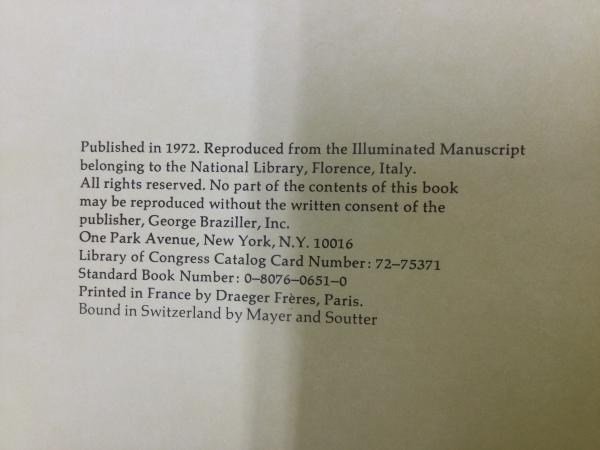 Published in 1972. Reproduced from the Illuminated Manuscript
belonging to the National Library, Florence, Italy.
All rights reserved. No part of the contents of this book
may be reproduced without the written consent of the
publisher, George Braziller, Inc.
One Park Avenue, New York, N.Y. 10016
Library of Congress Catalog Card Number: 72–75371
Standard Book Number: 0–8076–0651–0
Printed in France by Draeger Frères, Paris.
Bound in Switzerland by Mayer and Soutter